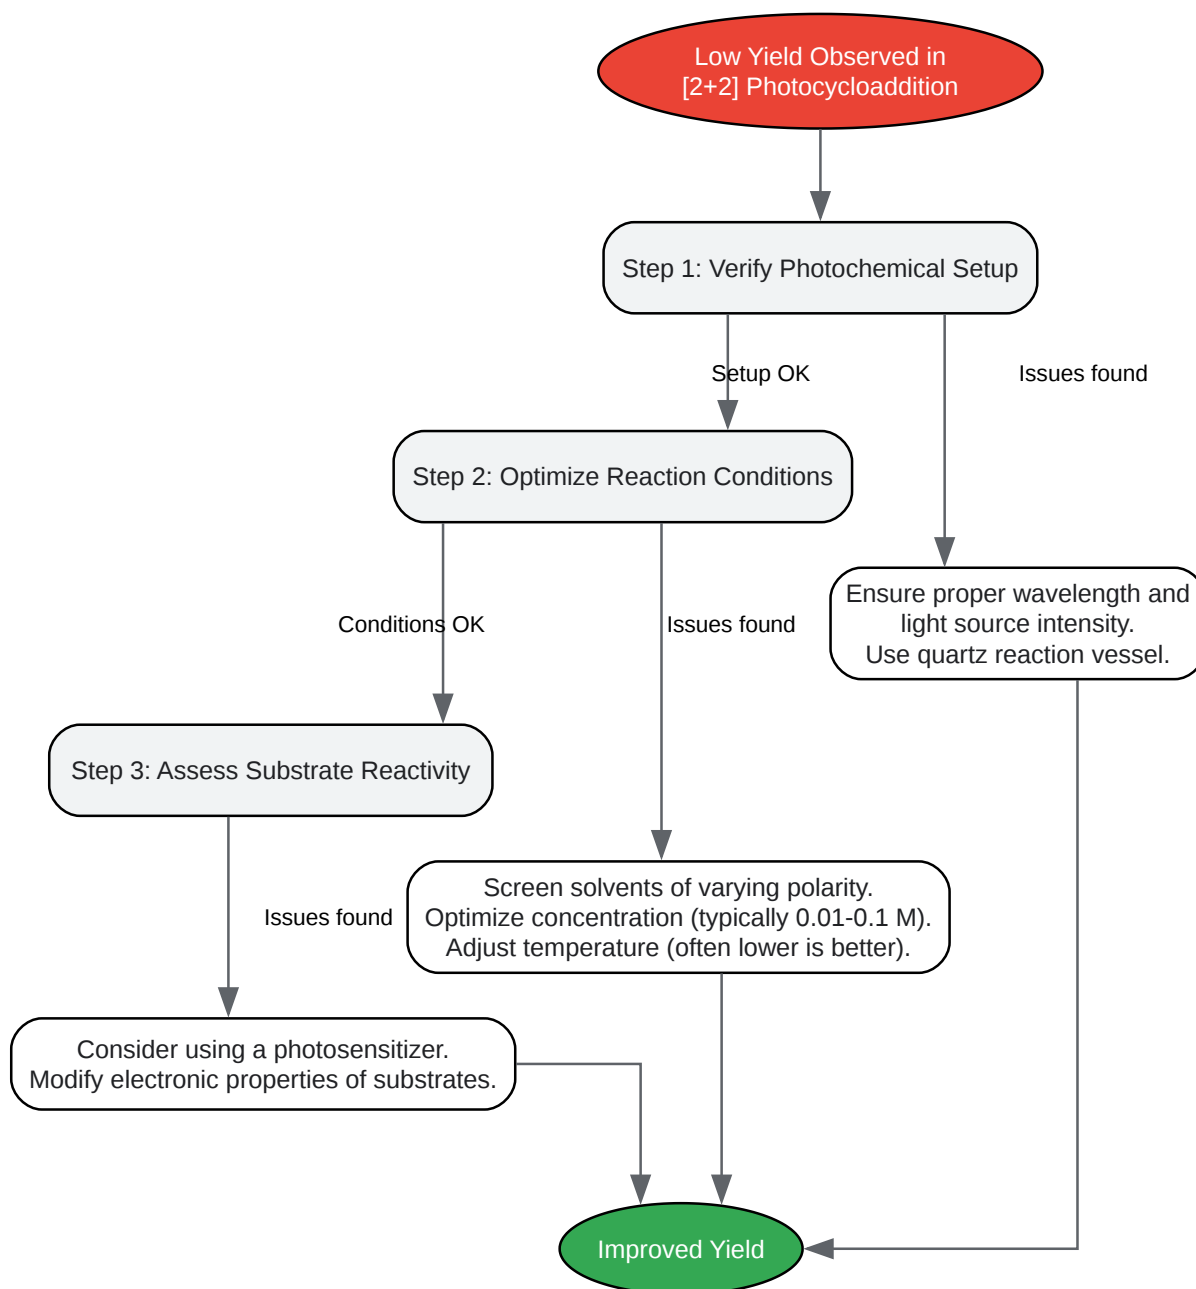 Low Yield Observed in
[2+2] Photocycloaddition
Step 1: Verify Photochemical Setup
Setup OK
Issues found
Step 2: Optimize Reaction Conditions
Ensure proper wavelength and
light source intensity.
Use quartz reaction vessel.
Conditions OK
Issues found
Step 3: Assess Substrate Reactivity
Screen solvents of varying polarity.
Optimize concentration (typically 0.01-0.1 M).
Adjust temperature (often lower is better).
Issues found
Consider using a photosensitizer.
Modify electronic properties of substrates.
Improved Yield